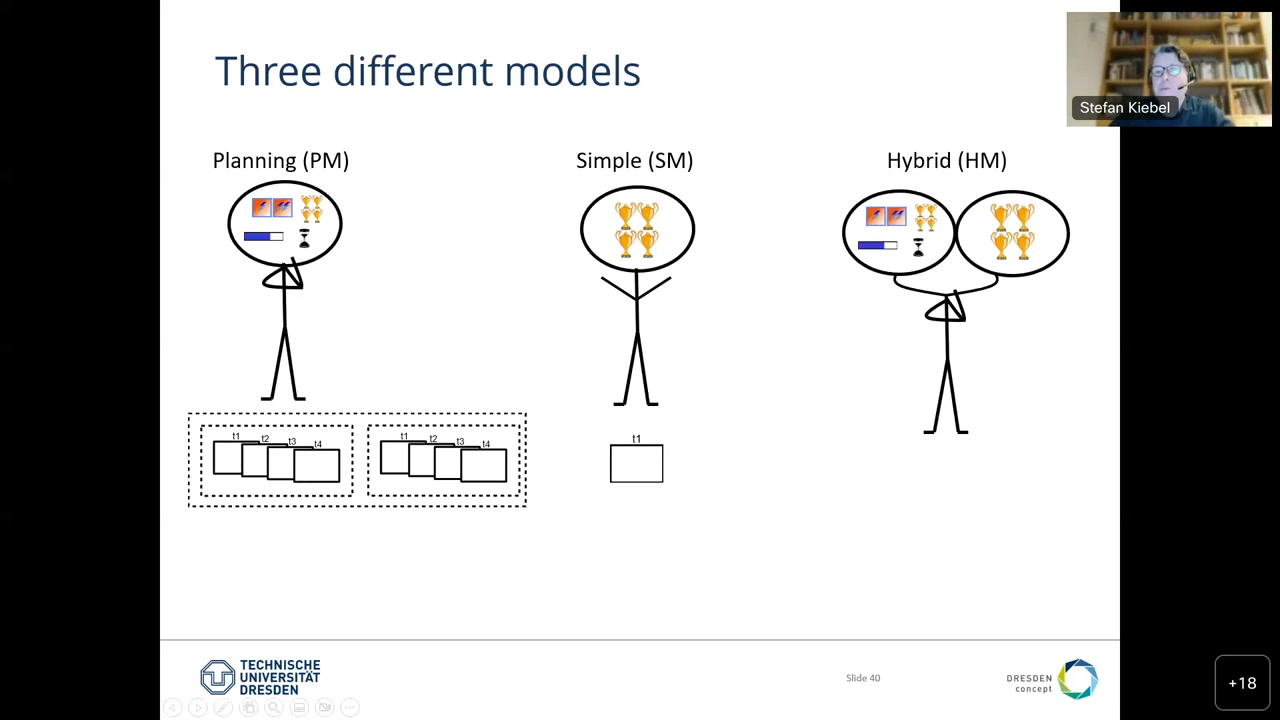 Three different models
Stefan Kiebel
Planning (PM)
Simple (SM)
Hybrid (HM)
t1
t2
t3
t4
t1
t2
t3
t4
t1
TECHNISCHE
UNIVERSITÄT
DRESDEN
Slide 40
DRESDEN
concept
+18